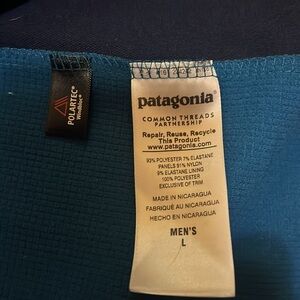 POLARTEC®
Windbloc®
patagonia®
COMMON THREADS
PARTNERSHIP
Repair, Reuse, Recycle
This Product
www.patagonia.com
93% POLYESTER 7% ELASTANE
PANELS 91% NYLON
9% ELASTANE LINING
100% POLYESTER
EXCLUSIVE OF TRIM
MADE IN NICARAGUA
FABRIQUÉ AU NICARAGUA
HECHO EN NICARAGUA
MEN'S
L